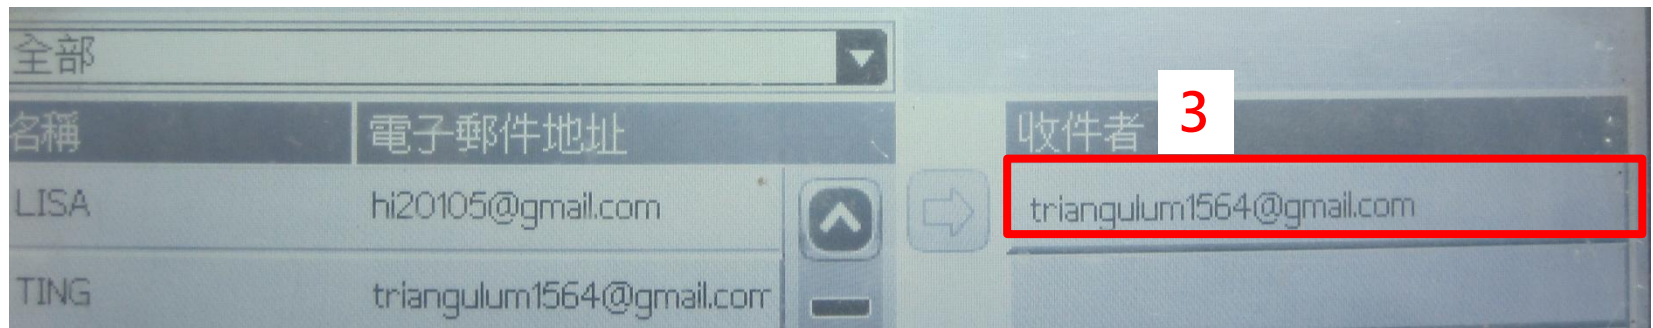 全部
名稱 電子郵件地址 收件者 3
LISA hi20105@gmail.com triangulum1564@gmail.com
TING triangulum1564@gmail.com